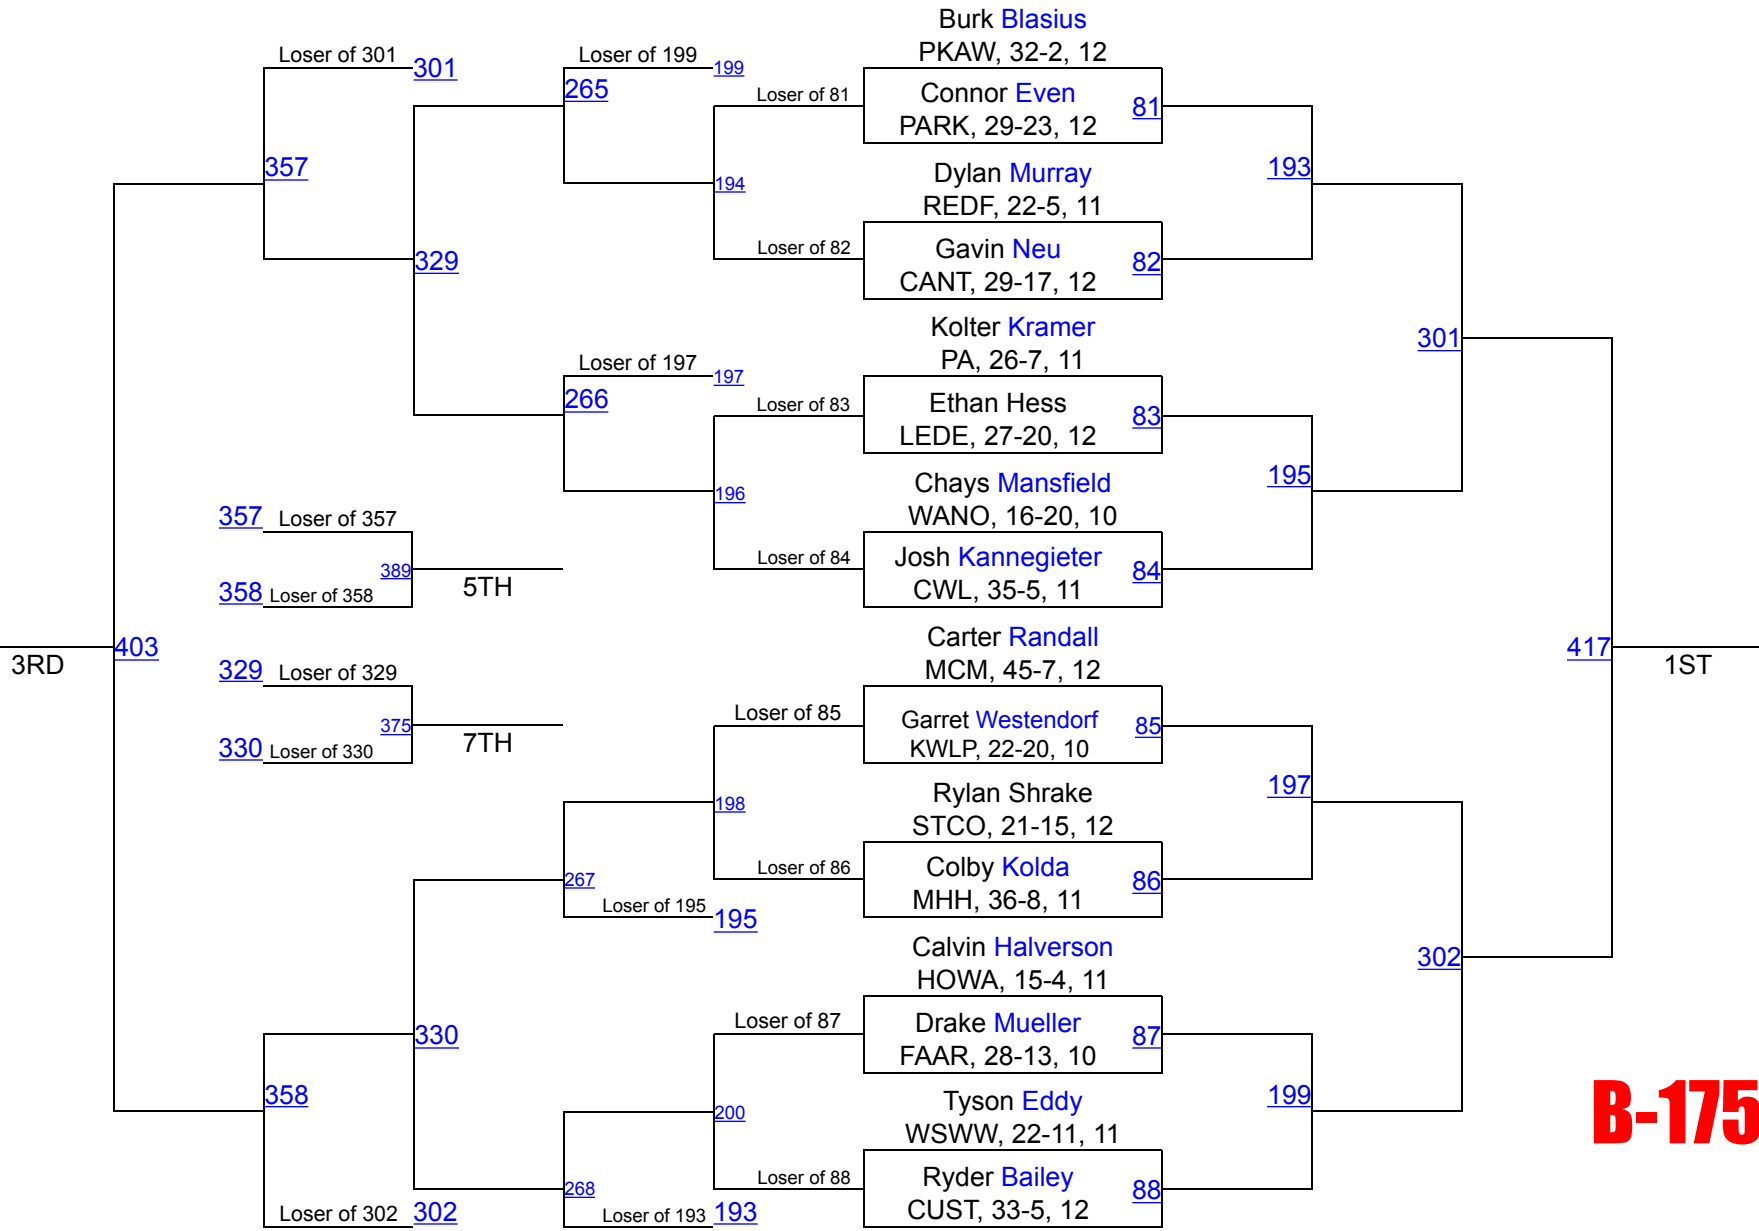 Burk Blasius
PKAW, 32-2, 12
Loser of 301
301
Loser of 199
199
265
Loser of 81
Connor Even
PARK, 29-23, 12
81
357
194
Dylan Murray
REDF, 22-5, 11
193
Loser of 82
Gavin Neu
CANT, 29-17, 12
82
329
Kolter Kramer
PA, 26-7, 11
301
Loser of 197
197
266
Loser of 83
Ethan Hess
LEDE, 27-20, 12
83
196
Chays Mansfield
WANO, 16-20, 10
195
357
Loser of 357
Loser of 84
Josh Kannegieter
CWL, 35-5, 11
84
389
5TH
358
Loser of 358
Carter Randall
MCM, 45-7, 12
403
3RD
417
1ST
329
Loser of 329
Loser of 85
Garret Westendorf
KWLP, 22-20, 10
85
375
7TH
330
Loser of 330
198
Rylan Shrake
STCO, 21-15, 12
197
Loser of 86
Colby Kolda
MHH, 36-8, 11
86
267
Loser of 195
195
Calvin Halverson
HOWA, 15-4, 11
302
330
Loser of 87
Drake Mueller
FAAR, 28-13, 10
87
358
200
Tyson Eddy
WSWW, 22-11, 11
199
B-175
Loser of 88
Ryder Bailey
CUST, 33-5, 12
88
268
Loser of 302
302
Loser of 193
193